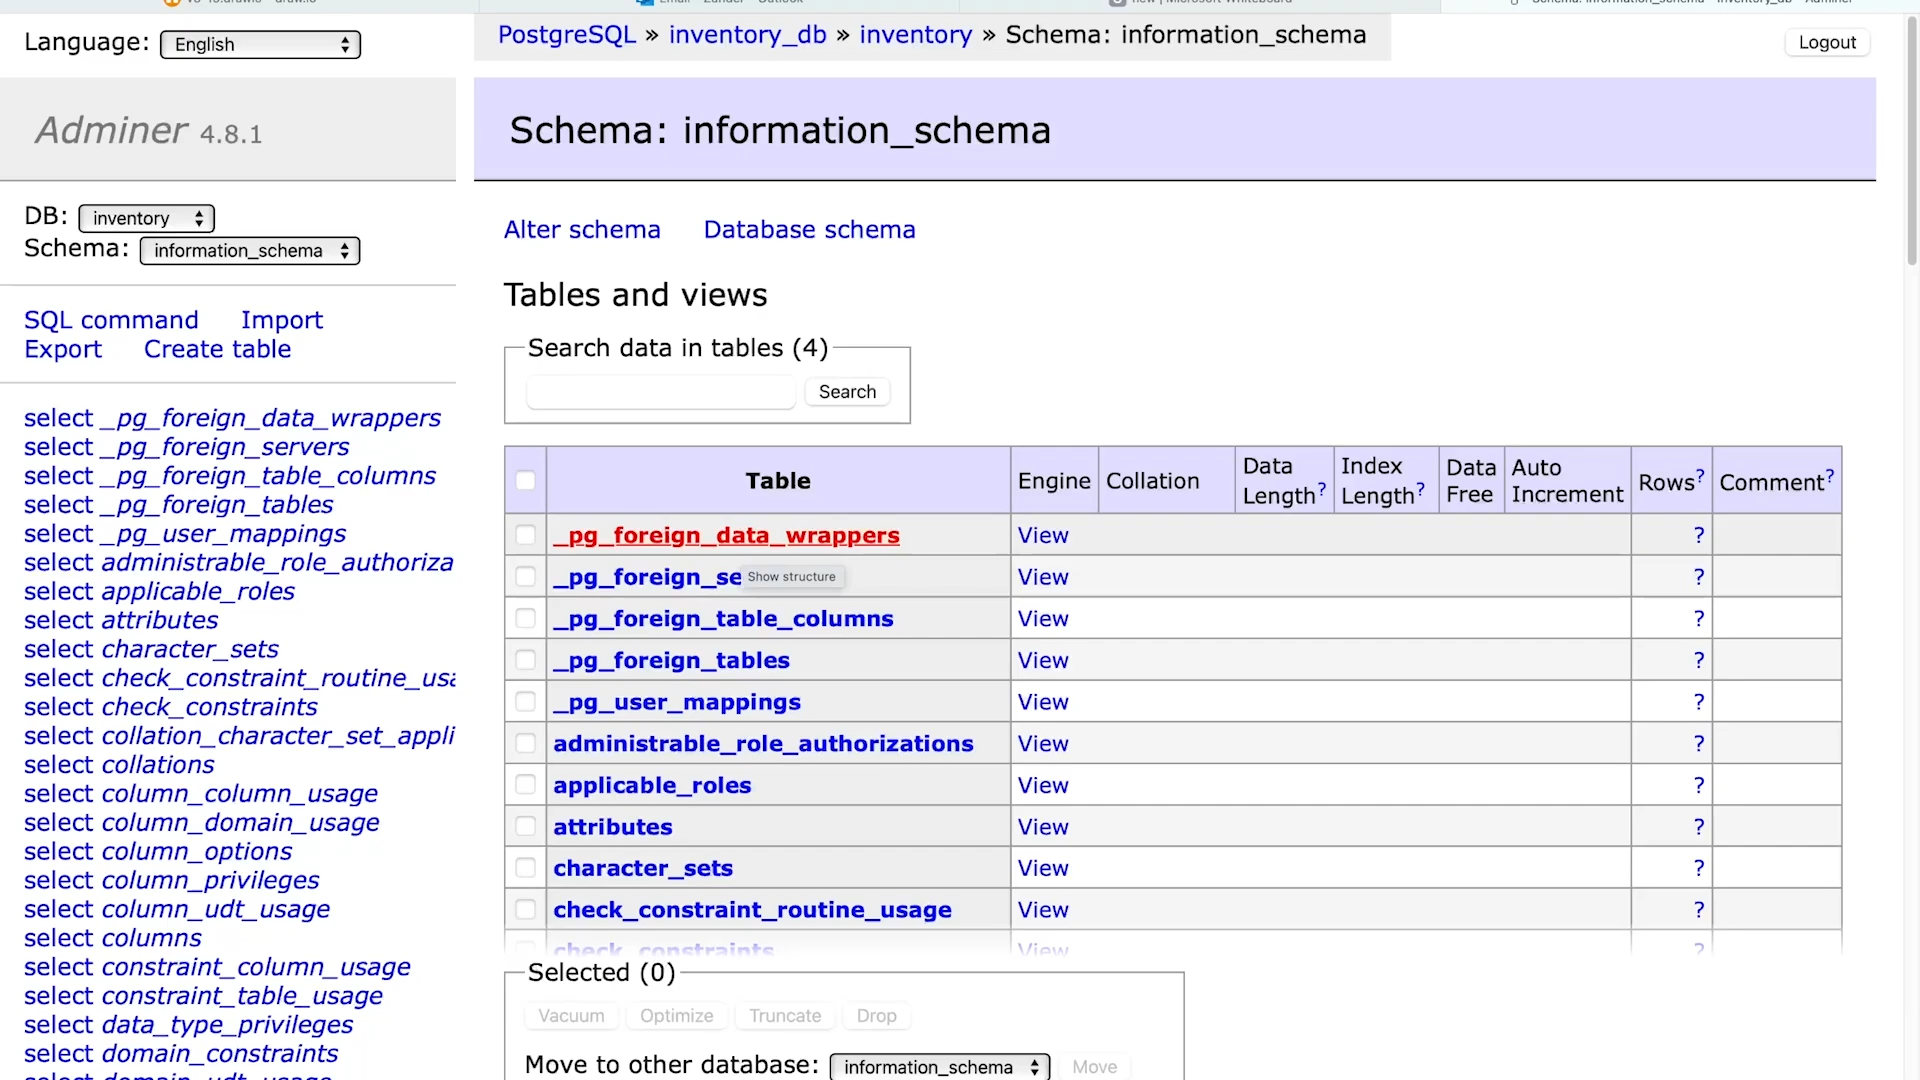 Language: English
PostgreSQL » inventory_db » inventory » Schema: information_schema
Logout
Adminer 4.8.1
Schema: information_schema
DB: inventory
Schema: information_schema
SQL command Import
Export Create table
select _pg_foreign_data_wrappers
select _pg_foreign_servers
select _pg_foreign_table_columns
select _pg_foreign_tables
select _pg_user_mappings
select administrable_role_authoriza
select applicable_roles
select attributes
select character_sets
select check_constraint_routine_usa
select check_constraints
select collation_character_set_appli
select collations
select column_column_usage
select column_domain_usage
select column_options
select column_privileges
select column_udt_usage
select columns
select constraint_column_usage
select constraint_table_usage
select data_type_privileges
select domain_constraints
Alter schema Database schema
Tables and views
Search data in tables (4)
Search
Table Engine Collation Data Length? Index Length? Data Free Auto Increment Rows? Comment?
_pg_foreign_data_wrappers View ?
_pg_foreign_se Show structure View ?
_pg_foreign_table_columns View ?
_pg_foreign_tables View ?
_pg_user_mappings View ?
administrable_role_authorizations View ?
applicable_roles View ?
attributes View ?
character_sets View ?
check_constraint_routine_usage View ?
check_constraints View ?
Selected (0)
Vacuum Optimize Truncate Drop
Move to other database: information_schema Move